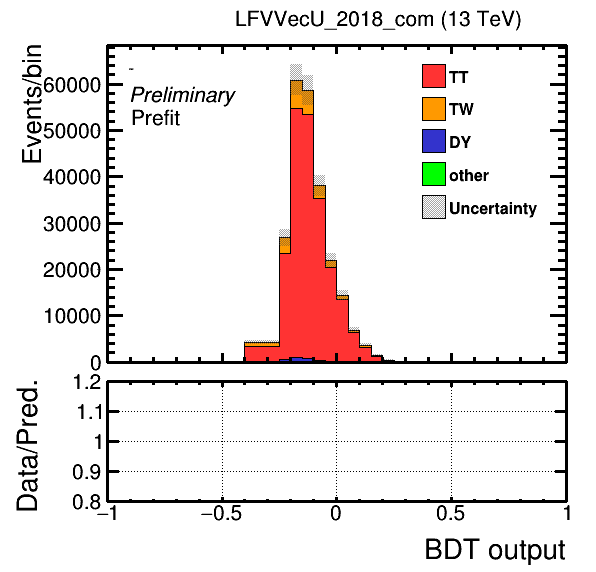 LFVVecU_2018_com (13 TeV)
Events/bin
60000
50000
40000
30000
20000
10000
0
-
Preliminary
Prefit
TT
TW
DY
other
Uncertainty
Data/Pred.
1.2
1.1
1
0.9
0.8
−1
−0.5
0
0.5
1
BDT output